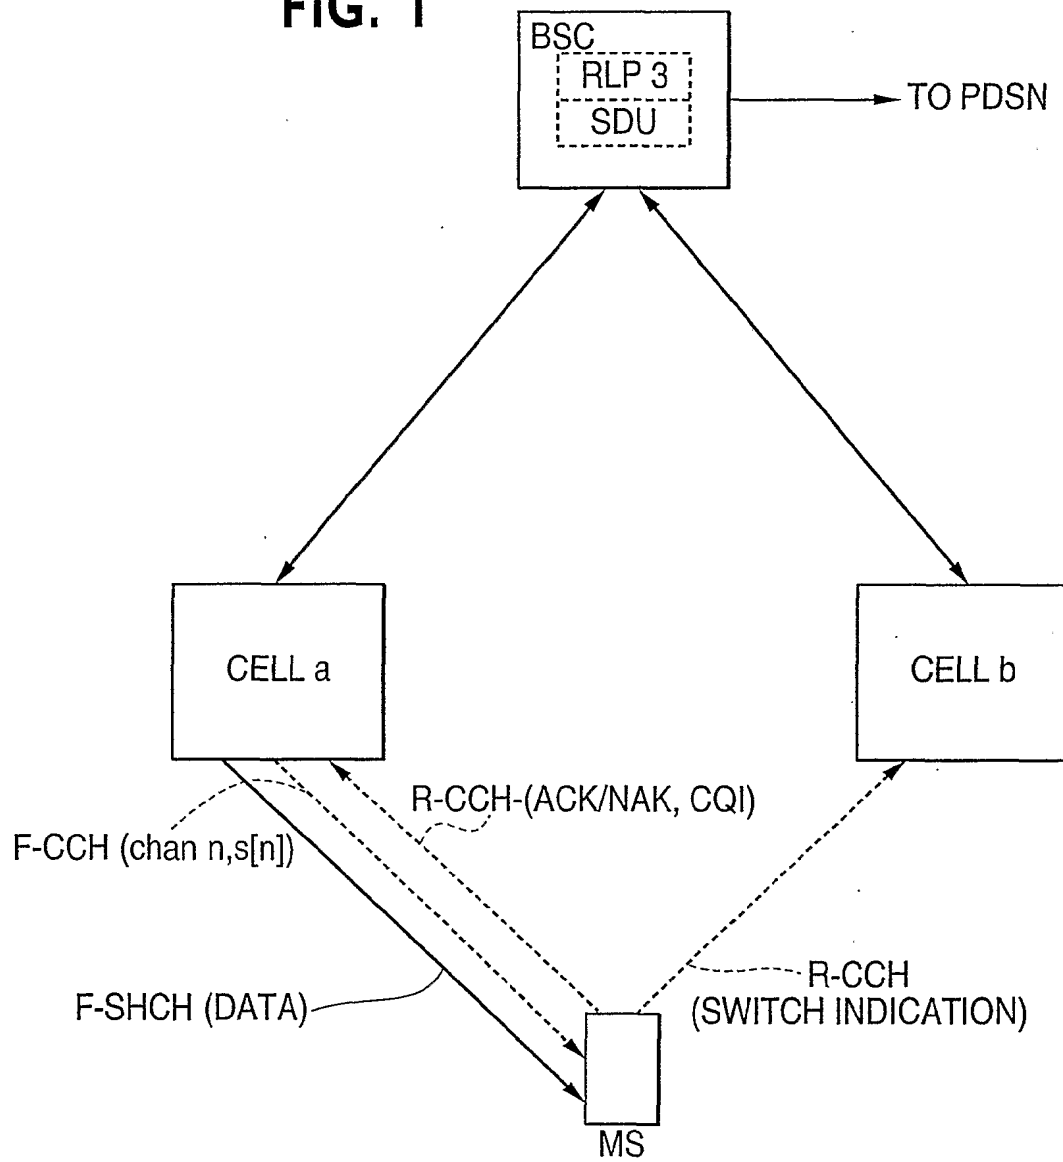 FIG. 1
BSC
RLP 3
SDU
TO PDSN
CELL a
CELL b
R-CCH-(ACK/NAK, CQI)
F-CCH (chan n,s[n])
F-SHCH (DATA)
R-CCH
(SWITCH INDICATION)
MS